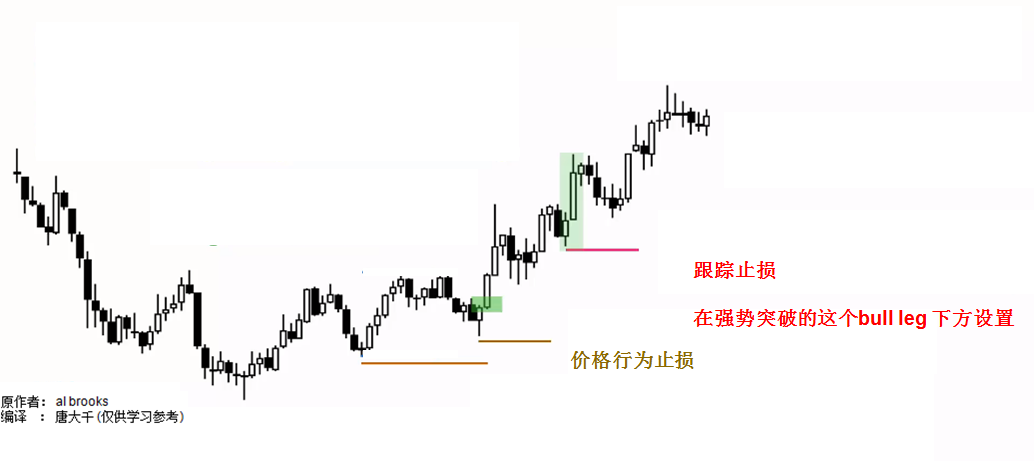 跟踪止损
在强势突破的这个bull leg 下方设置
价格行为止损
原作者：al brooks
编译 ：唐大千(仅供学习参考)